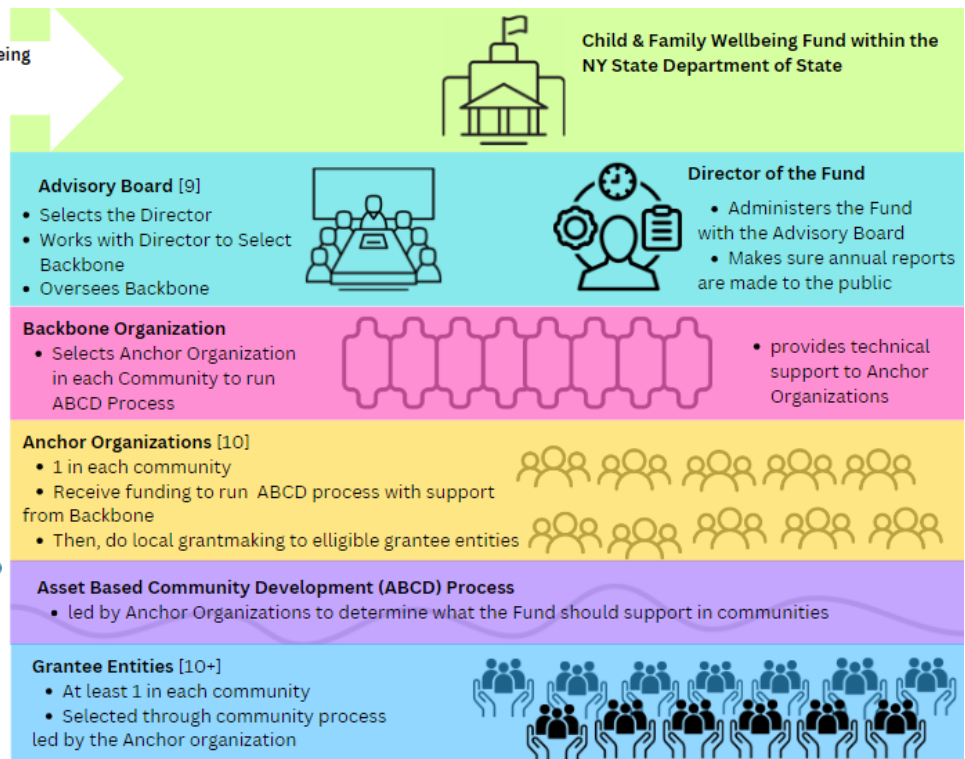 eing
Child & Family Wellbeing Fund within the
NY State Department of State
Advisory Board [9]
• Selects the Director
• Works with Director to Select
Backbone
• Oversees Backbone
Director of the Fund
• Administers the Fund
with the Advisory Board
• Makes sure annual reports
are made to the public
Backbone Organization
• Selects Anchor Organization
in each Community to run
ABCD Process
• provides technical
support to Anchor
Organizations
Anchor Organizations [10]
• 1 in each community
• Receive funding to run ABCD process with support
from Backbone
• Then, do local grantmaking to elligible grantee entities
Asset Based Community Development (ABCD) Process
• led by Anchor Organizations to determine what the Fund should support in communities
Grantee Entities [10+]
• At least 1 in each community
• Selected through community process
led by the Anchor organization